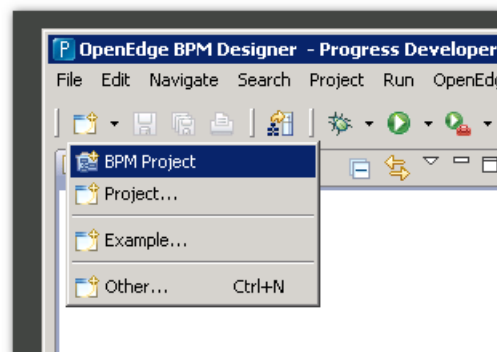 P OpenEdge BPM Designer - Progress Developer
File Edit Navigate Search Project Run OpenEdg
BPM Project
Project...
Example...
Other... Ctrl+N